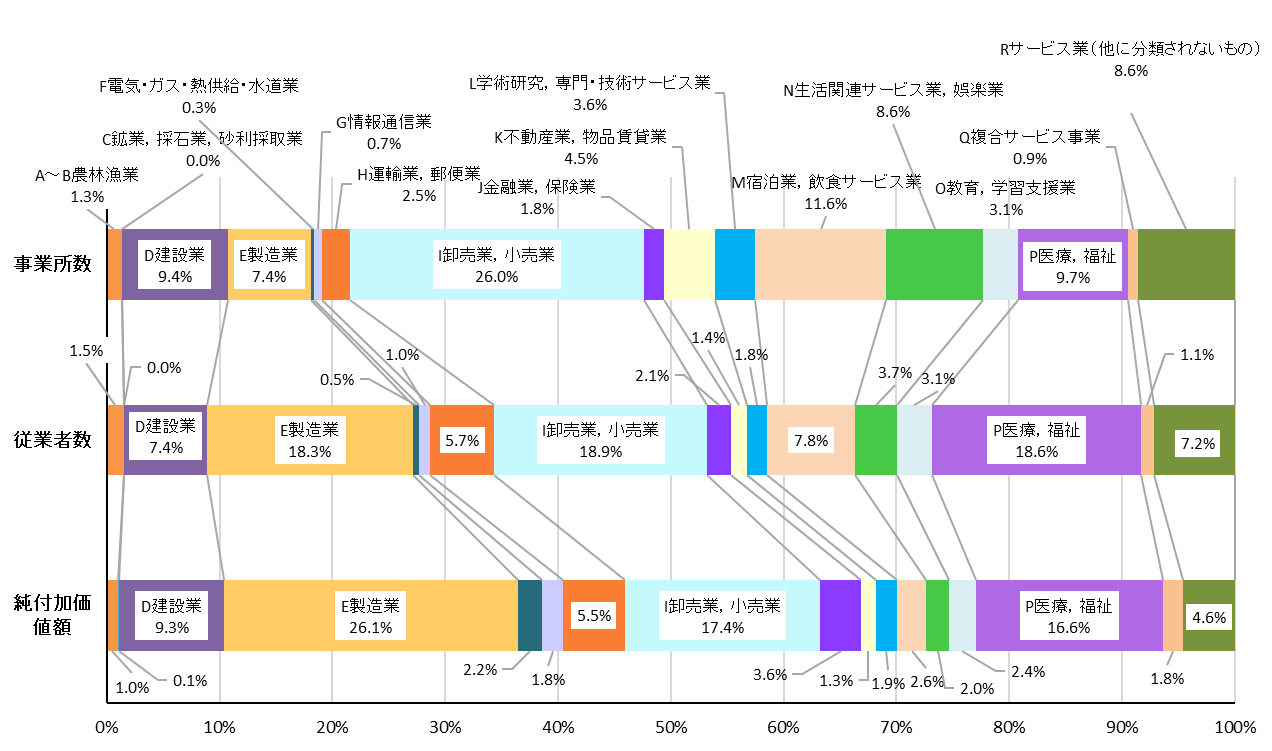 Rサービス業（他に分類されないもの）
8.6%
F電気・ガス・熱供給・水道業
0.3%
L学術研究，専門・技術サービス業
3.6%
N生活関連サービス業，娯楽業
8.6%
G情報通信業
0.7%
C鉱業，採石業，砂利採取業
0.0%
K不動産業，物品賃貸業
4.5%
Q複合サービス事業
0.9%
A～B農林漁業
1.3%
H運輸業，郵便業
2.5%
J金融業，保険業
1.8%
M宿泊業，飲食サービス業
11.6%
O教育，学習支援業
3.1%
事業所数
D建設業
9.4%
E製造業
7.4%
I卸売業，小売業
26.0%
P医療，福祉
9.7%
1.5%
0.0%
0.5%
1.0%
2.1%
1.4%
1.8%
3.7%
3.1%
1.1%
従業者数
D建設業
7.4%
E製造業
18.3%
5.7%
I卸売業，小売業
18.9%
7.8%
P医療，福祉
18.6%
7.2%
純付加価
値額
D建設業
9.3%
E製造業
26.1%
5.5%
I卸売業，小売業
17.4%
P医療，福祉
16.6%
4.6%
1.0%
0.1%
2.2%
1.8%
3.6%
1.3%
1.9%
2.6%
2.0%
2.4%
1.8%
0%
10%
20%
30%
40%
50%
60%
70%
80%
90%
100%